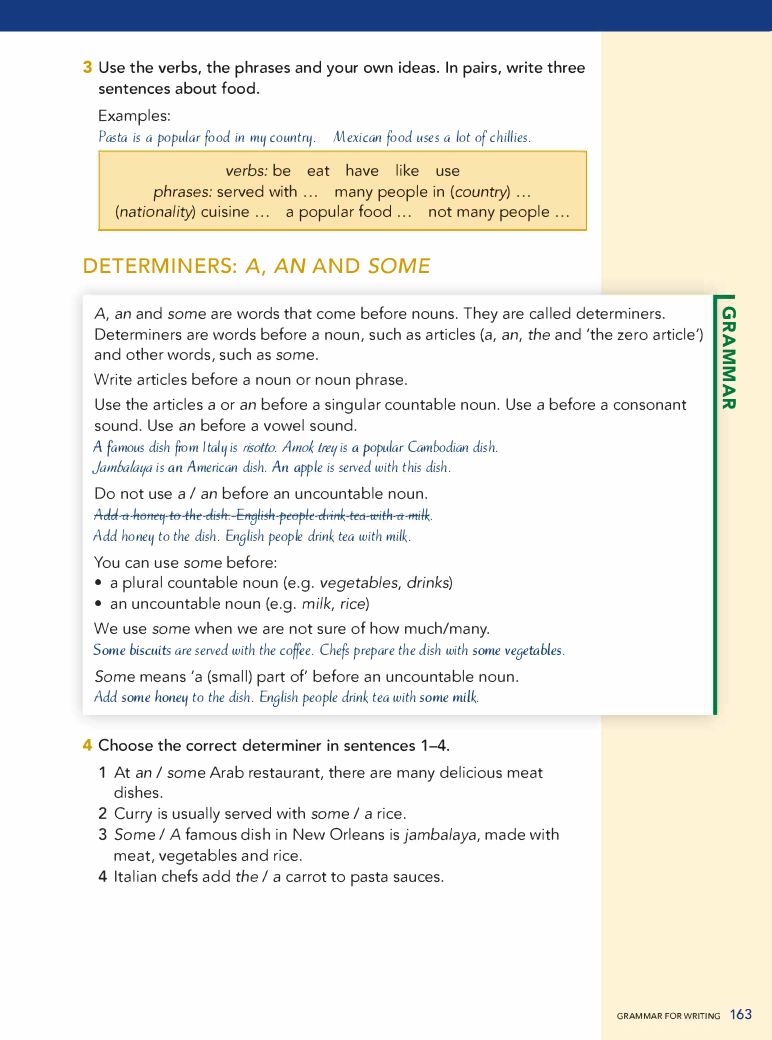 3 Use the verbs, the phrases and your own ideas. In pairs, write three
sentences about food.
Examples:
Pasta is a popular food in my country. Mexican food uses a lot of chillies.
verbs: be eat have like use
phrases: served with … many people in (country) …
(nationality) cuisine … a popular food … not many people …
DETERMINERS: A, AN AND SOME
GRAMMAR
A, an and some are words that come before nouns. They are called determiners.
Determiners are words before a noun, such as articles (a, an, the and ‘the zero article’)
and other words, such as some.
Write articles before a noun or noun phrase.
Use the articles a or an before a singular countable noun. Use a before a consonant
sound. Use an before a vowel sound.
A famous dish from Italy is risotto. Amok trey is a popular Cambodian dish.
Jambalaya is an American dish. An apple is served with this dish.
Do not use a / an before an uncountable noun.
Add a honey to the dish. English people drink tea with a milk.
Add honey to the dish. English people drink tea with milk.
You can use some before:
• a plural countable noun (e.g. vegetables, drinks)
• an uncountable noun (e.g. milk, rice)
We use some when we are not sure of how much/many.
Some biscuits are served with the coffee. Chefs prepare the dish with some vegetables.
Some means ‘a (small) part of’ before an uncountable noun.
Add some honey to the dish. English people drink tea with some milk.
4 Choose the correct determiner in sentences 1–4.
1 At an / some Arab restaurant, there are many delicious meat
dishes.
2 Curry is usually served with some / a rice.
3 Some / A famous dish in New Orleans is jambalaya, made with
meat, vegetables and rice.
4 Italian chefs add the / a carrot to pasta sauces.
GRAMMAR FOR WRITING 163